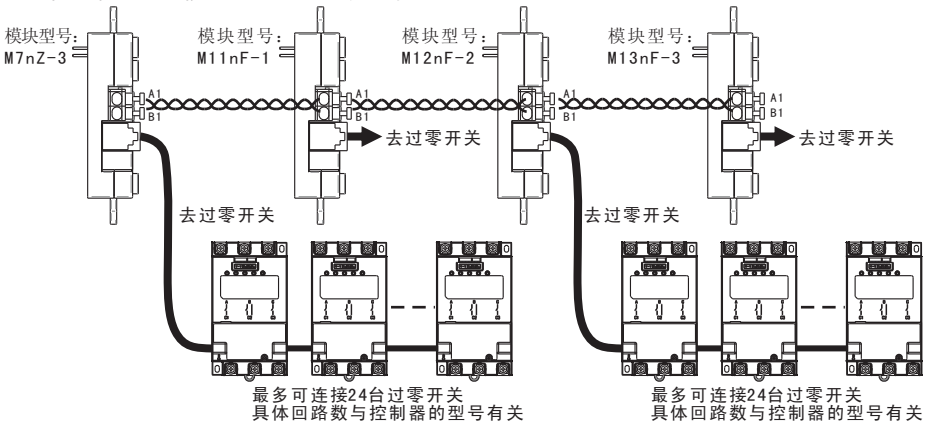 模块型号:
M7nZ-3
模块型号:
M11nF-1
模块型号:
M12nF-2
模块型号:
M13nF-3
A1
B1
A1
B1
A1
B1
A1
B1
去过零开关
去过零开关
去过零开关
去过零开关
最多可连接24台过零开关
具体回路数与控制器的型号有关
最多可连接24台过零开关
具体回路数与控制器的型号有关